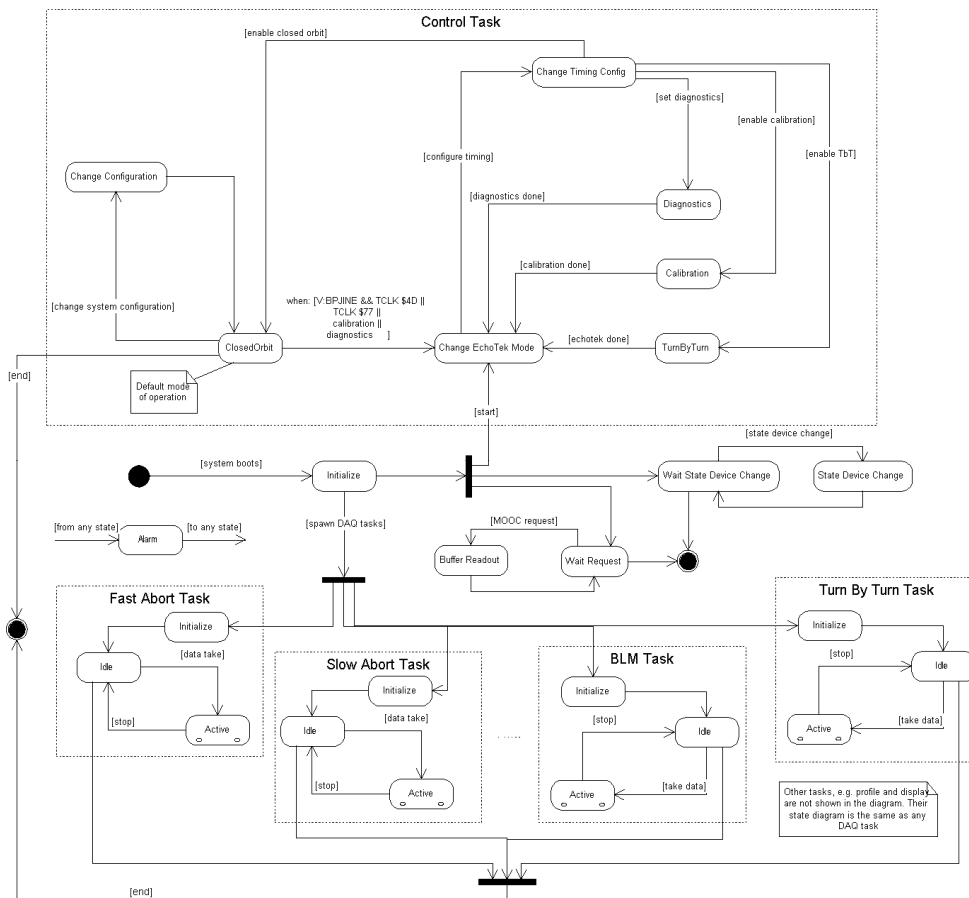 Control Task
[enable closed orbit]
Change Timing Config
[set diagnostics]
[enable calibration]
[enable TbT]
[configure timing]
Change Configuration
[diagnostics done]
Diagnostics
[calibration done]
Calibration
[change system configuration]
when: [V:BPJINE && TCLK $4D ||
TCLK $77 ||
calibration ||
diagnostics ]
ClosedOrbit
Change EchoTek Mode
[echotek done]
TurnByTurn
[end]
Default mode
of operation
[start]
[state device change]
[system boots]
Initialize
Wait State Device Change
State Device Change
[spawn DAQ tasks]
[from any state]
[to any state]
Alarm
[MOOC request]
Buffer Readout
Wait Request
Fast Abort Task
Initialize
[data take]
Idle
[stop]
Active
Slow Abort Task
Initialize
[data take]
Idle
[stop]
Active
......
BLM Task
Initialize
[stop]
Idle
[take data]
Active
Turn By Turn Task
Initialize
[stop]
Idle
[take data]
Active
Other tasks, e.g. profile and display
are not shown in the diagram. Their
state diagram is the same as any
DAQ task
[end]